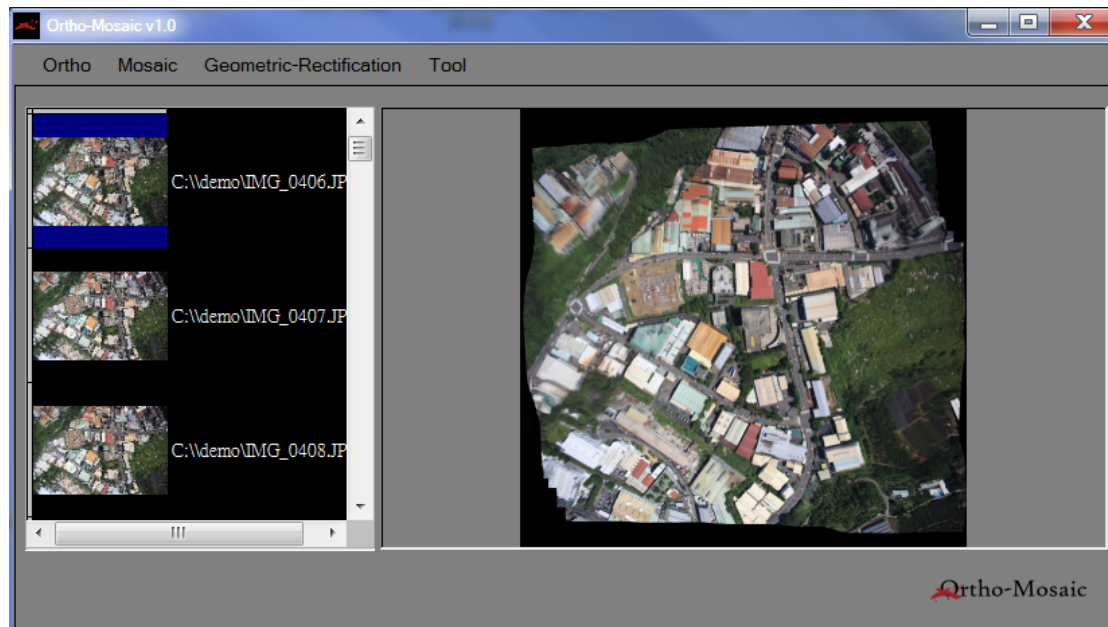 Ortho-Mosaic v1.0
Ortho Mosaic Geometric-Rectification Tool
C:\\demo\IMG_0406.JP
C:\\demo\IMG_0407.JP
C:\\demo\IMG_0408.JP
Ortho-Mosaic